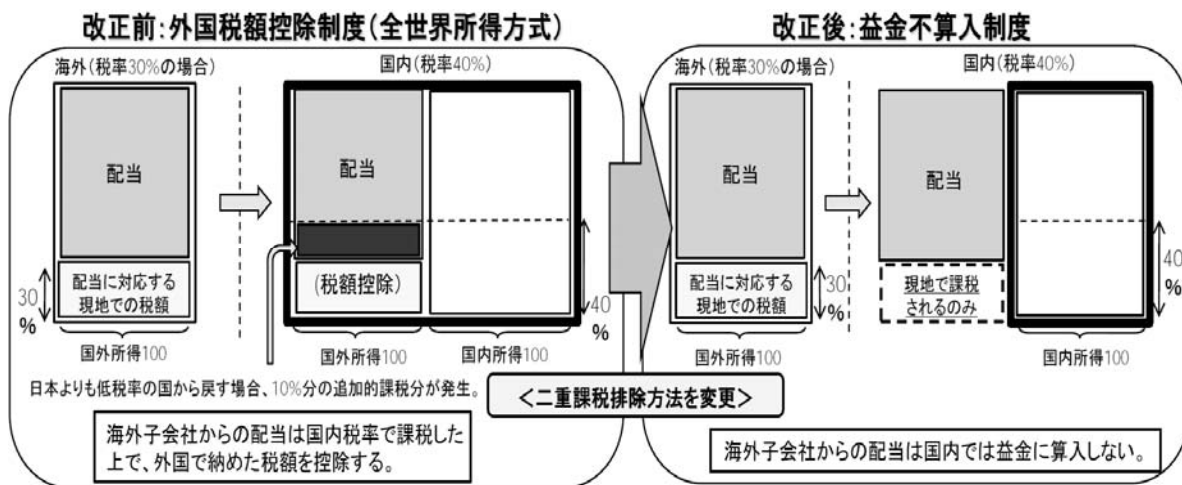 改正前:外国税額控除制度(全世界所得方式)
海外(税率30%の場合)
国内(税率40%)
配当
配当
配当に対応する
現地での税額
(税額控除)
30
%
40
%
国外所得100
国外所得100
国内所得100
日本よりも低税率の国から戻す場合、10%分の追加的課税分が発生。
海外子会社からの配当は国内税率で課税した
上で、外国で納めた税額を控除する。
<二重課税排除方法を変更>
改正後:益金不算入制度
海外(税率30%の場合)
国内(税率40%)
配当
配当
配当に対応する
現地での税額
30
%
現地で課税
されるのみ
40
%
国外所得100
国内所得100
海外子会社からの配当は国内では益金に算入しない。